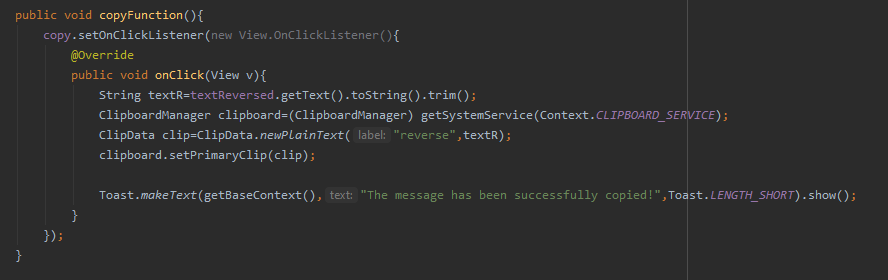 public void copyFunction(){
copy.setOnClickListener(new View.OnClickListener(){
@Override
public void onClick(View v){
String textR=textReversed.getText().toString().trim();
ClipboardManager clipboard=(ClipboardManager) getSystemService(Context.CLIPBOARD_SERVICE);
ClipData clip=ClipData.newPlainText( label: "reverse",textR);
clipboard.setPrimaryClip(clip);
Toast.makeText(getBaseContext(), text: "The message has been successfully copied!",Toast.LENGTH_SHORT).show();
}
});
}